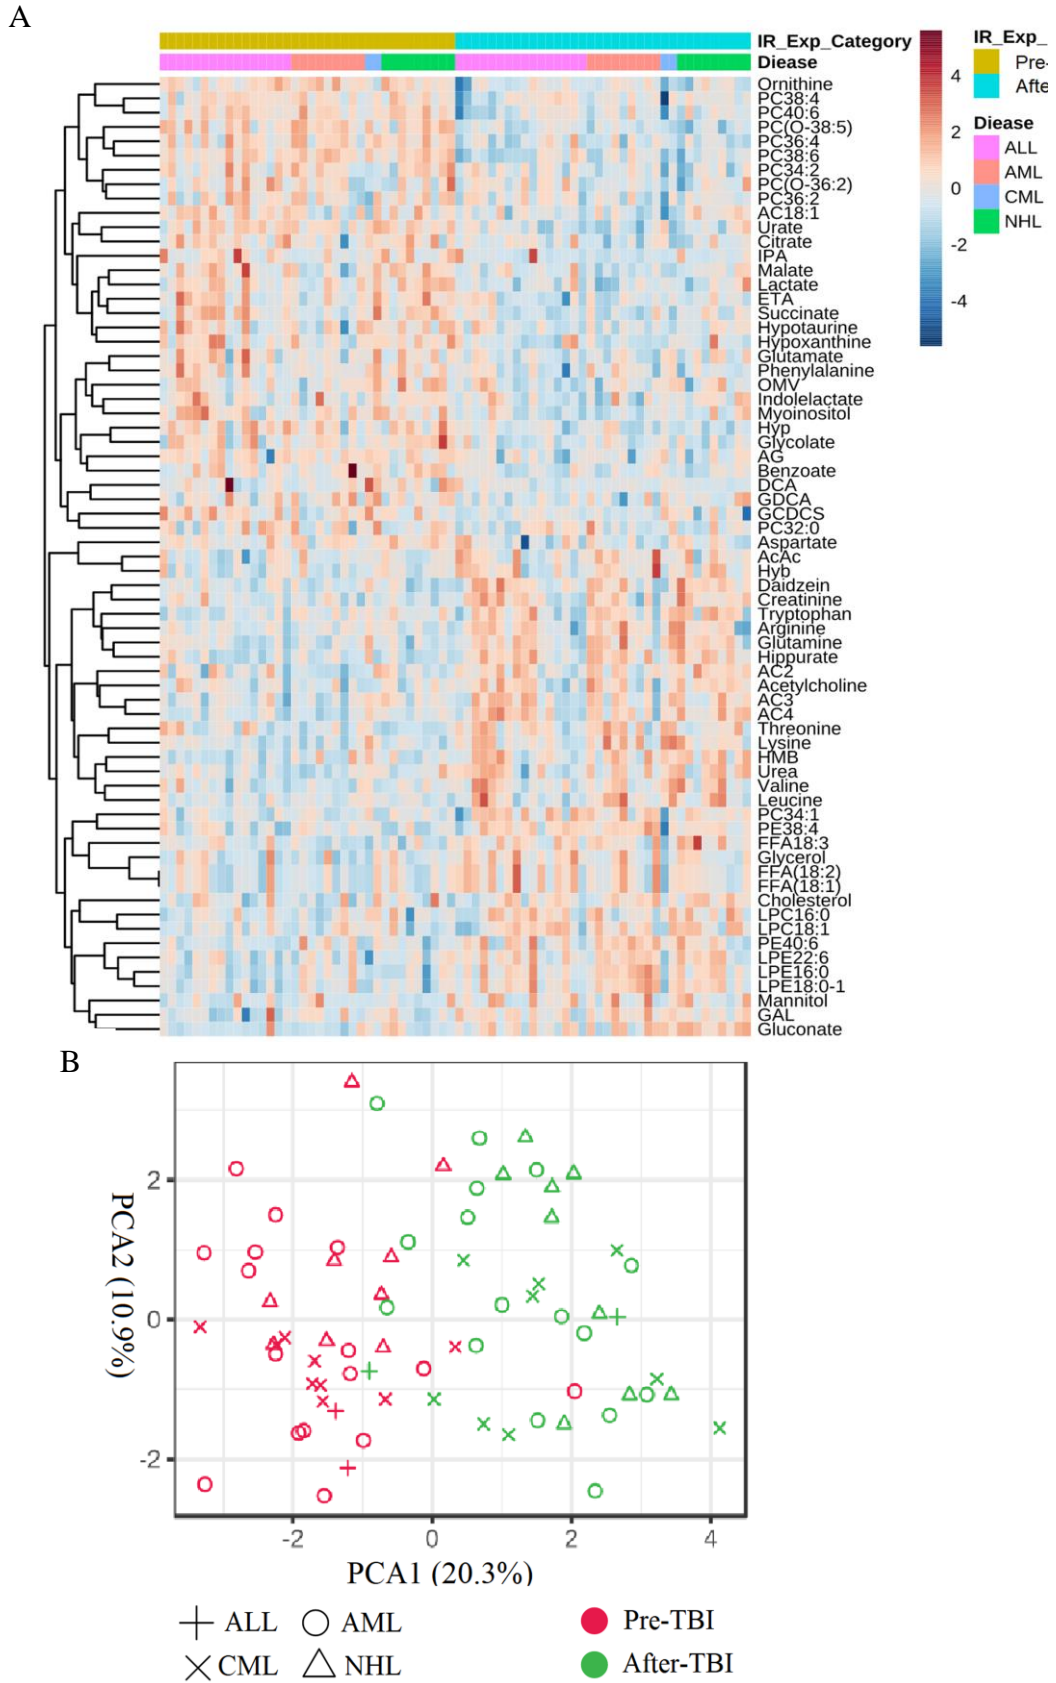 A
IR_Exp_Category
Diease
Ornithine
PC38:4
PC40:6
PC(O-38:5)
PC36:4
PC38:6
PC34:2
PC(O-36:2)
PC36:2
AC18:1
Urate
Citrate
IPA
Malate
Lactate
ETA
Succinate
Hypotaurine
Hypoxanthine
Glutamate
Phenylalanine
OMV
Indolelactate
Myoinositol
Hyp
Glycolate
AG
Benzoate
DCA
GDCA
GCDCS
PC32:0
Aspartate
AcAc
Hyb
Daidzein
Creatinine
Tryptophan
Arginine
Glutamine
Hippurate
AC2
Acetylcholine
AC3
AC4
Threonine
Lysine
HMB
Urea
Valine
Leucine
PC34:1
PE38:4
FFA18:3
Glycerol
FFA(18:2)
FFA(18:1)
Cholesterol
LPC16:0
LPC18:1
PE40:6
LPE22:6
LPE16:0
LPE18:0-1
Mannitol
GAL
Gluconate
4
2
0
-2
-4
IR_Exp_
Pre-
Afte
Diease
ALL
AML
CML
NHL
B
PCA2 (10.9%)
2
0
-2
-2
0
2
4
PCA1 (20.3%)
ALL
AML
Pre-TBI
CML
NHL
After-TBI